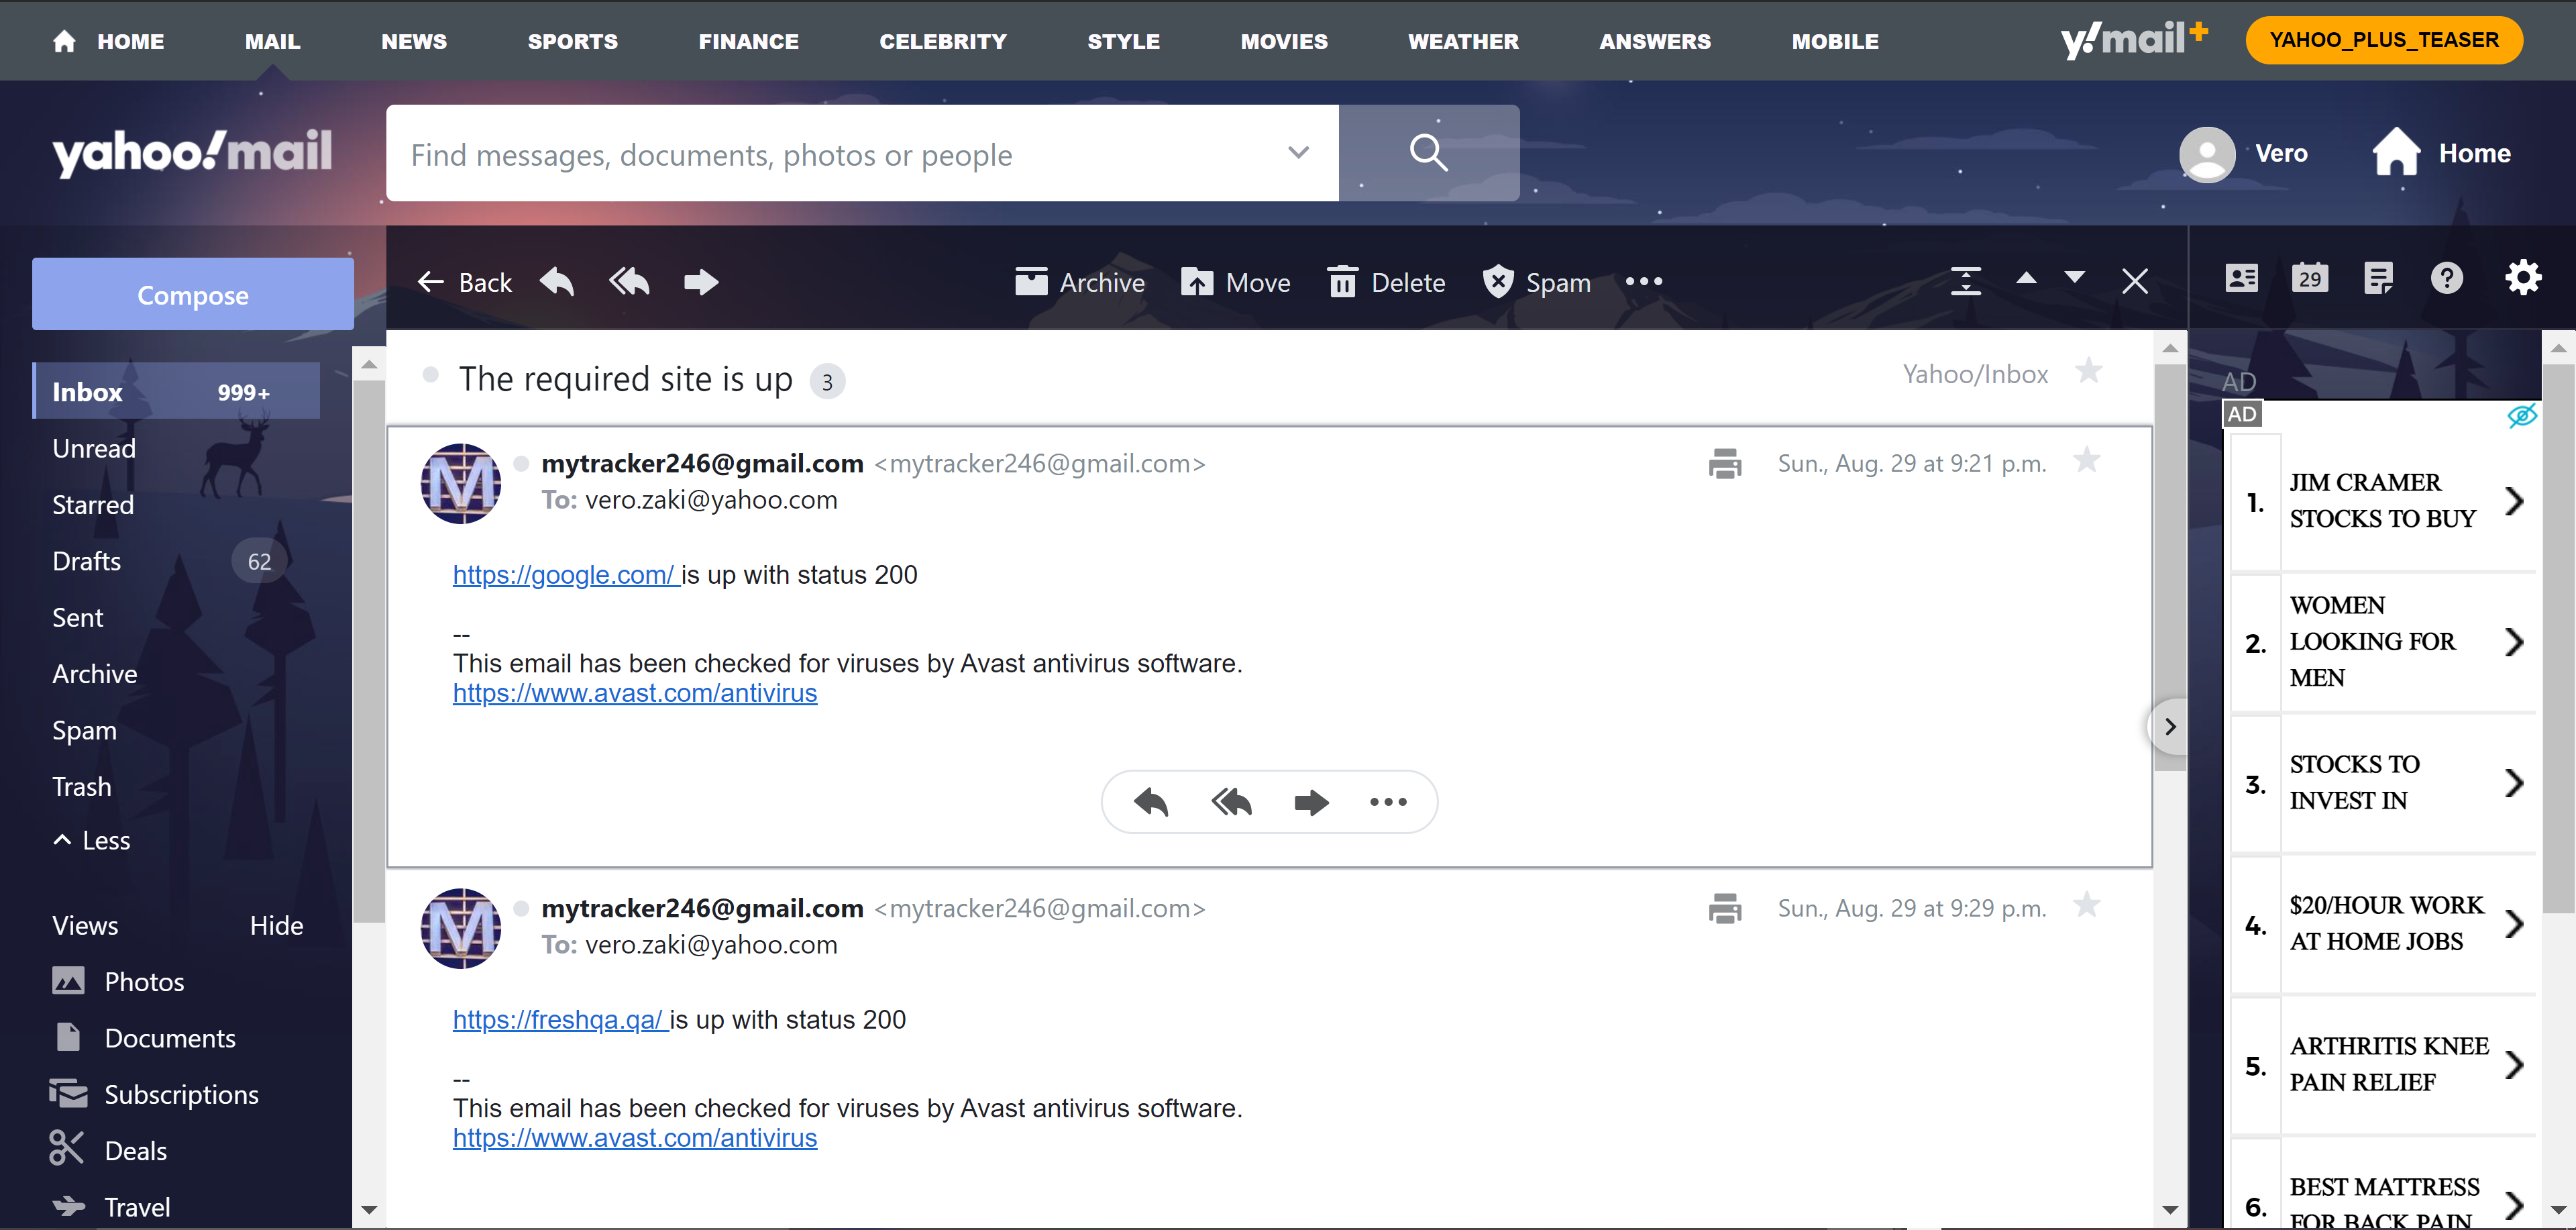 HOME MAIL NEWS SPORTS FINANCE CELEBRITY STYLE MOVIES WEATHER ANSWERS MOBILE y!mail+ YAHOO_PLUS_TEASER
yahoo!mail
Find messages, documents, photos or people
Vero
Home
Compose
Inbox 999+
Unread
Starred
Drafts 62
Sent
Archive
Spam
Trash
Less
Views Hide
Photos
Documents
Subscriptions
Deals
Travel
Back Archive Move Delete Spam
29
The required site is up 3
Yahoo/Inbox
M
mytracker246@gmail.com <mytracker246@gmail.com>
Sun., Aug. 29 at 9:21 p.m.
To: vero.zaki@yahoo.com
https://google.com/ is up with status 200
--
This email has been checked for viruses by Avast antivirus software.
https://www.avast.com/antivirus
M
mytracker246@gmail.com <mytracker246@gmail.com>
Sun., Aug. 29 at 9:29 p.m.
To: vero.zaki@yahoo.com
https://freshqa.qa/ is up with status 200
--
This email has been checked for viruses by Avast antivirus software.
https://www.avast.com/antivirus
AD
AD
1. JIM CRAMER
STOCKS TO BUY
2. WOMEN
LOOKING FOR
MEN
3. STOCKS TO
INVEST IN
4. $20/HOUR WORK
AT HOME JOBS
5. ARTHRITIS KNEE
PAIN RELIEF
6. BEST MATTRESS
FOR BACK PAIN